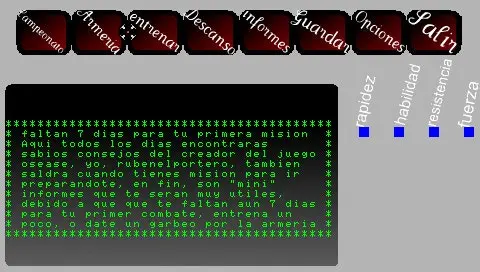 Campeonato Armeria entrenar Descanso informes Guardar Opciones Salir
rapidez habilidad resistencia fuerza
***********************************
* faltan 7 dias para tu primera mision *
* Aqui todos los dias encontraras *
* sabios consejos del creador del juego *
* osease, yo, rubenelportero, tambien *
* saldra cuando tienes mision para ir *
* preparandote, en fin, son "mini" *
* informes que te seran muy utiles, *
* debido a que que te faltan aun 7 dias *
* para tu primer combate, entrena un *
* poco, o date un garbeo por la armeria *
***********************************